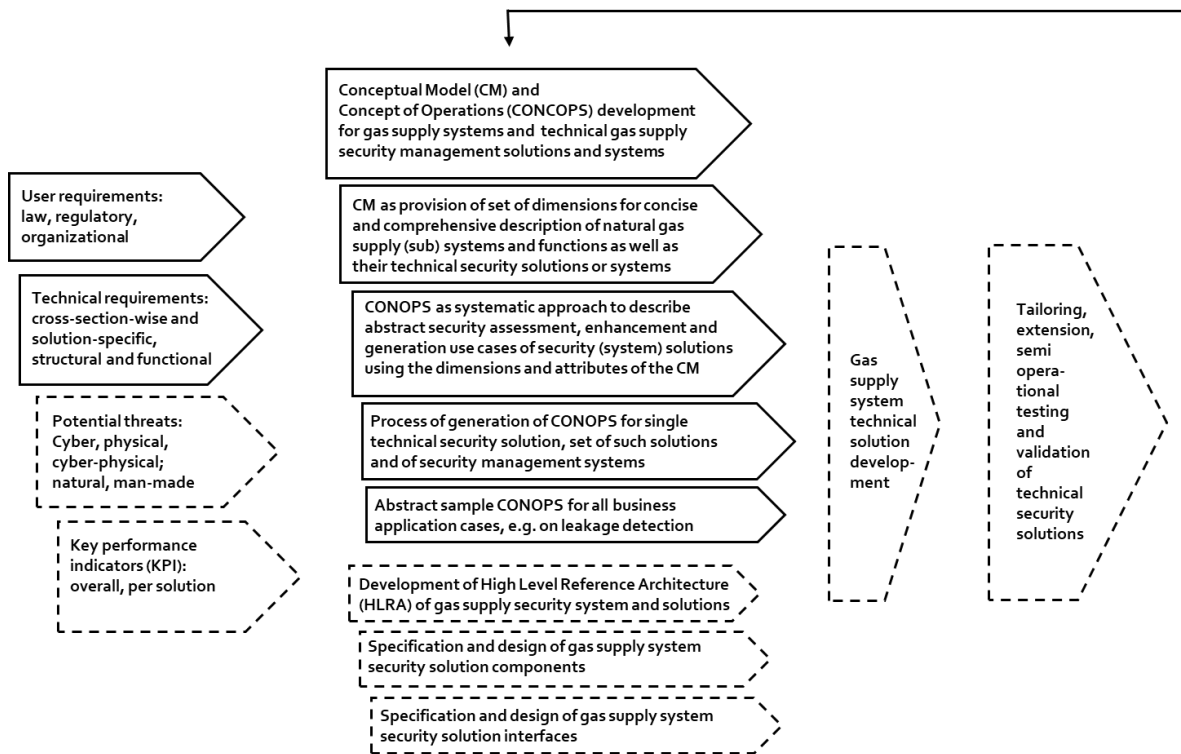 User requirements:
law, regulatory,
organizational
Technical requirements:
cross-section-wise and
solution-specific,
structural and functional
Potential threats:
Cyber, physical,
cyber-physical;
natural, man-made
Key performance
indicators (KPI):
overall, per solution
Conceptual Model (CM) and
Concept of Operations (CONCOPS) development
for gas supply systems and technical gas supply
security management solutions and systems
CM as provision of set of dimensions for concise
and comprehensive description of natural gas
supply (sub) systems and functions as well as
their technical security solutions or systems
CONOPS as systematic approach to describe
abstract security assessment, enhancement and
generation use cases of security (system) solutions
using the dimensions and attributes of the CM
Process of generation of CONOPS for single
technical security solution, set of such solutions
and of security management systems
Abstract sample CONOPS for all business
application cases, e.g. on leakage detection
Development of High Level Reference Architecture
(HLRA) of gas supply security system and solutions
Specification and design of gas supply system
security solution components
Specification and design of gas supply system
security solution interfaces
Gas
supply
system
technical
solution
develop-
ment
Tailoring,
extension,
semi
opera-
tional
testing
and
validation
of
technical
security
solutions